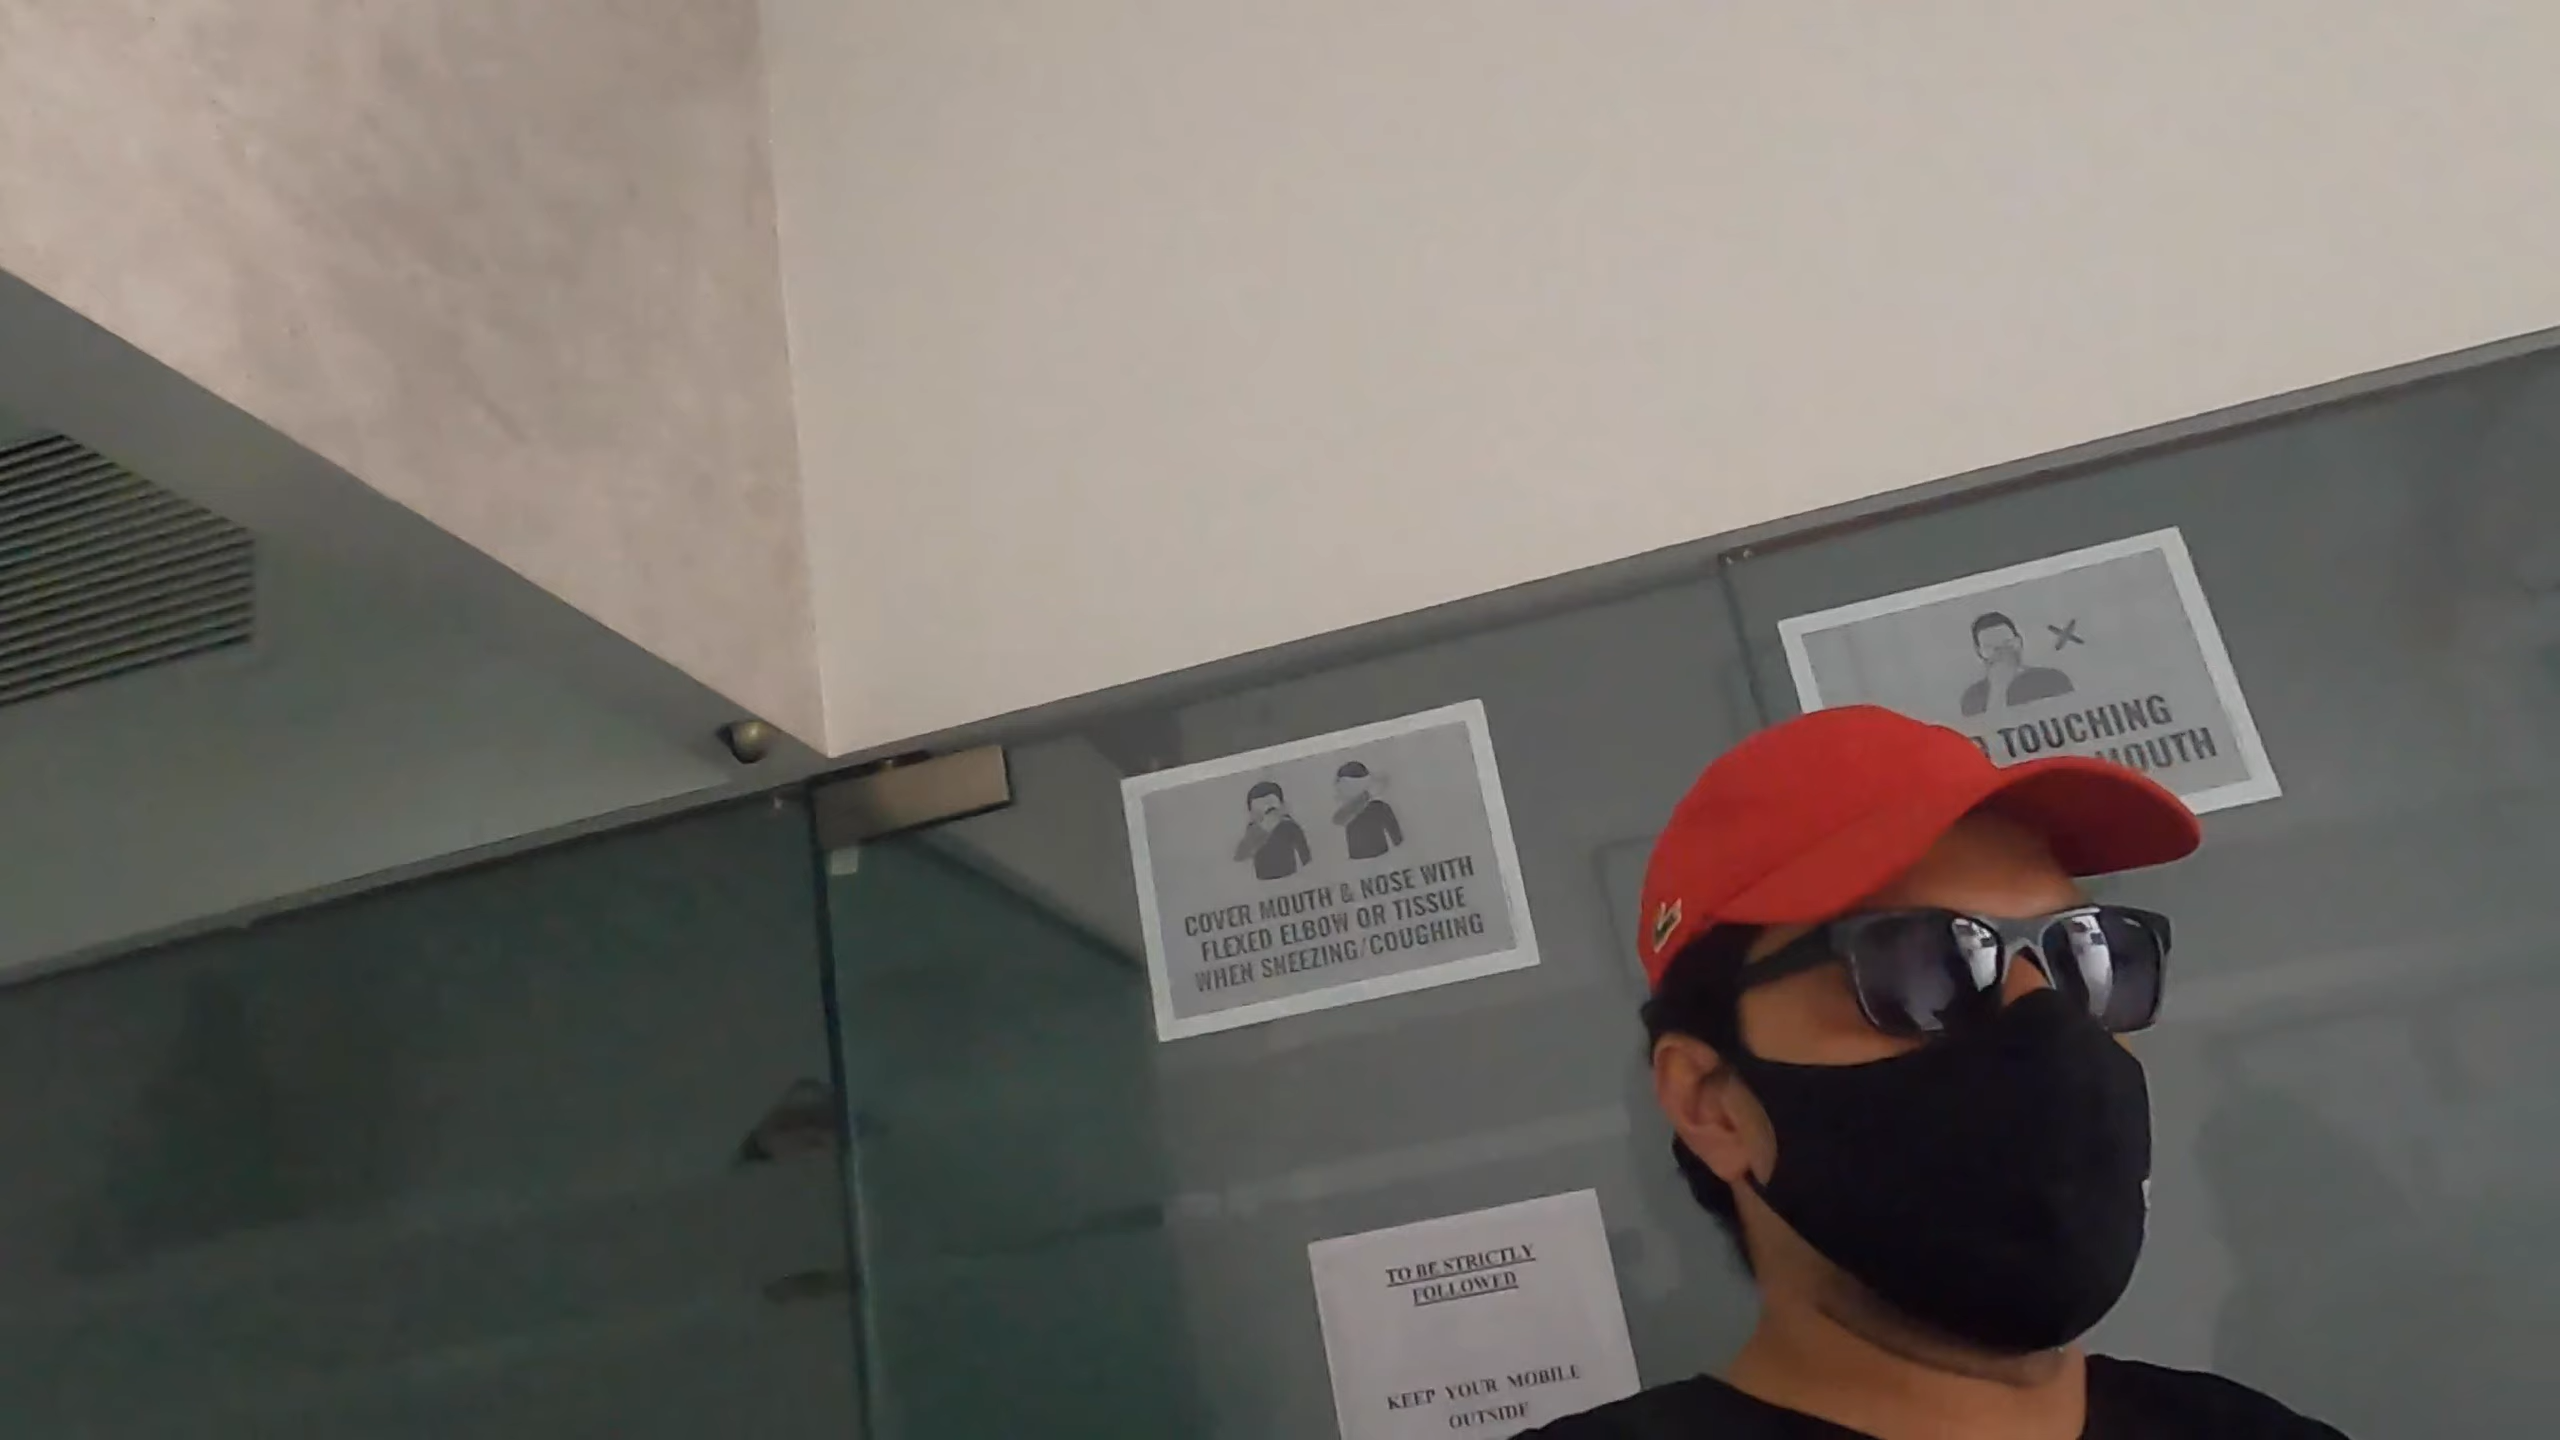 COVER MOUTH & NOSE WITH
FLEXED ELBOW OR TISSUE
WHEN SNEEZING/COUGHING
TOUCHING
MOUTH
TO BE STRICTLY
FOLLOWED
KEEP YOUR MOBILE
OUTSIDE